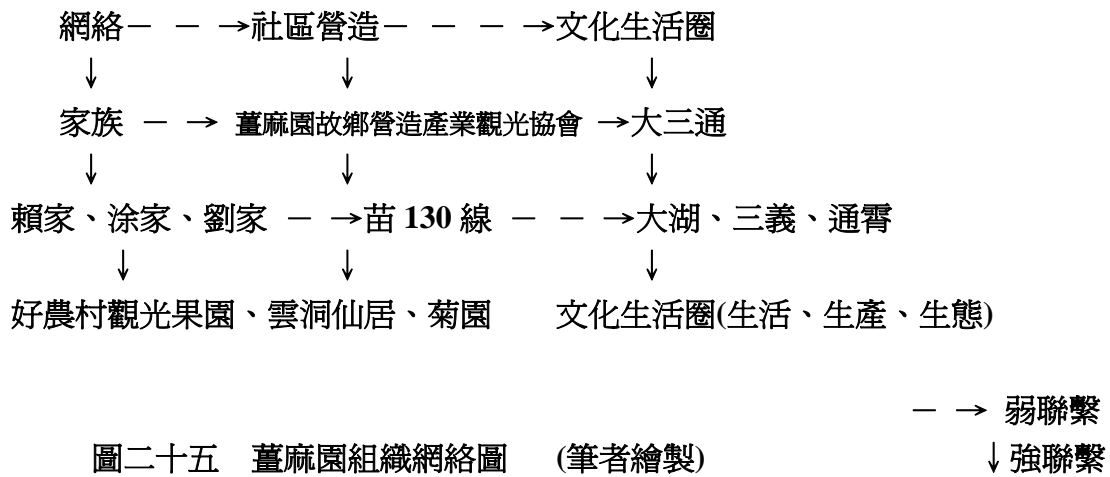 網絡－ － →社區營造－ － － →文化生活圈
↓ ↓ ↓
家族 － → 薑麻園故鄉營造產業觀光協會 →大三通
↓ ↓ ↓
賴家、涂家、劉家 － →苗 130 線 － － →大湖、三義、通霄
↓ ↓ ↓
好農村觀光果園、雲洞仙居、菊園 文化生活圈(生活、生產、生態)
－ → 弱聯繫
圖二十五 薑麻園組織網絡圖 (筆者繪製) ↓強聯繫